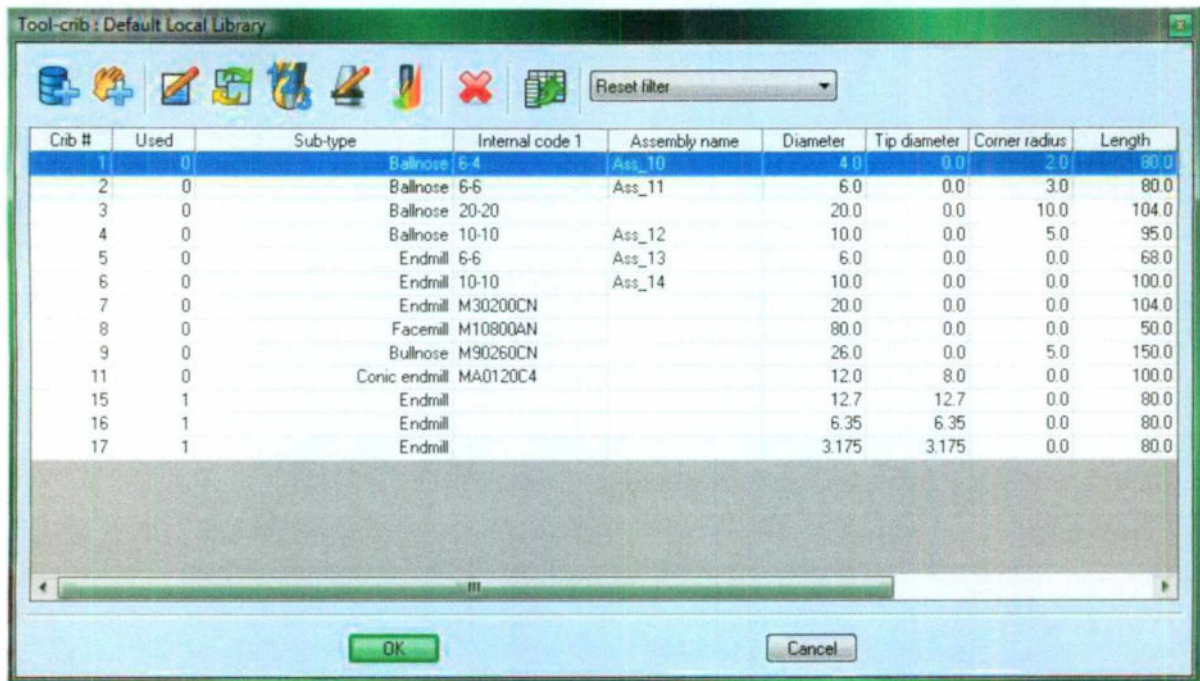 Tool-crib : Default Local Library
Reset filter
Crib # Used Sub-type Internal code 1 Assembly name Diameter Tip diameter Corner radius Length
1 0 Ballnose 6-4 Ass_10 4.0 0.0 2.0 80.0
2 0 Ballnose 6-6 Ass_11 6.0 0.0 3.0 80.0
3 0 Ballnose 20-20 20.0 0.0 10.0 104.0
4 0 Ballnose 10-10 Ass_12 10.0 0.0 5.0 95.0
5 0 Endmill 6-6 Ass_13 6.0 0.0 0.0 68.0
6 0 Endmill 10-10 Ass_14 10.0 0.0 0.0 100.0
7 0 Endmill M30200CN 20.0 0.0 0.0 104.0
8 0 Facemill M10800AN 80.0 0.0 0.0 50.0
9 0 Bullnose M90260CN 26.0 0.0 5.0 150.0
11 0 Conic endmill MA0120C4 12.0 8.0 0.0 100.0
15 1 Endmill 12.7 12.7 0.0 80.0
16 1 Endmill 6.35 6.35 0.0 80.0
17 1 Endmill 3.175 3.175 0.0 80.0
OK Cancel